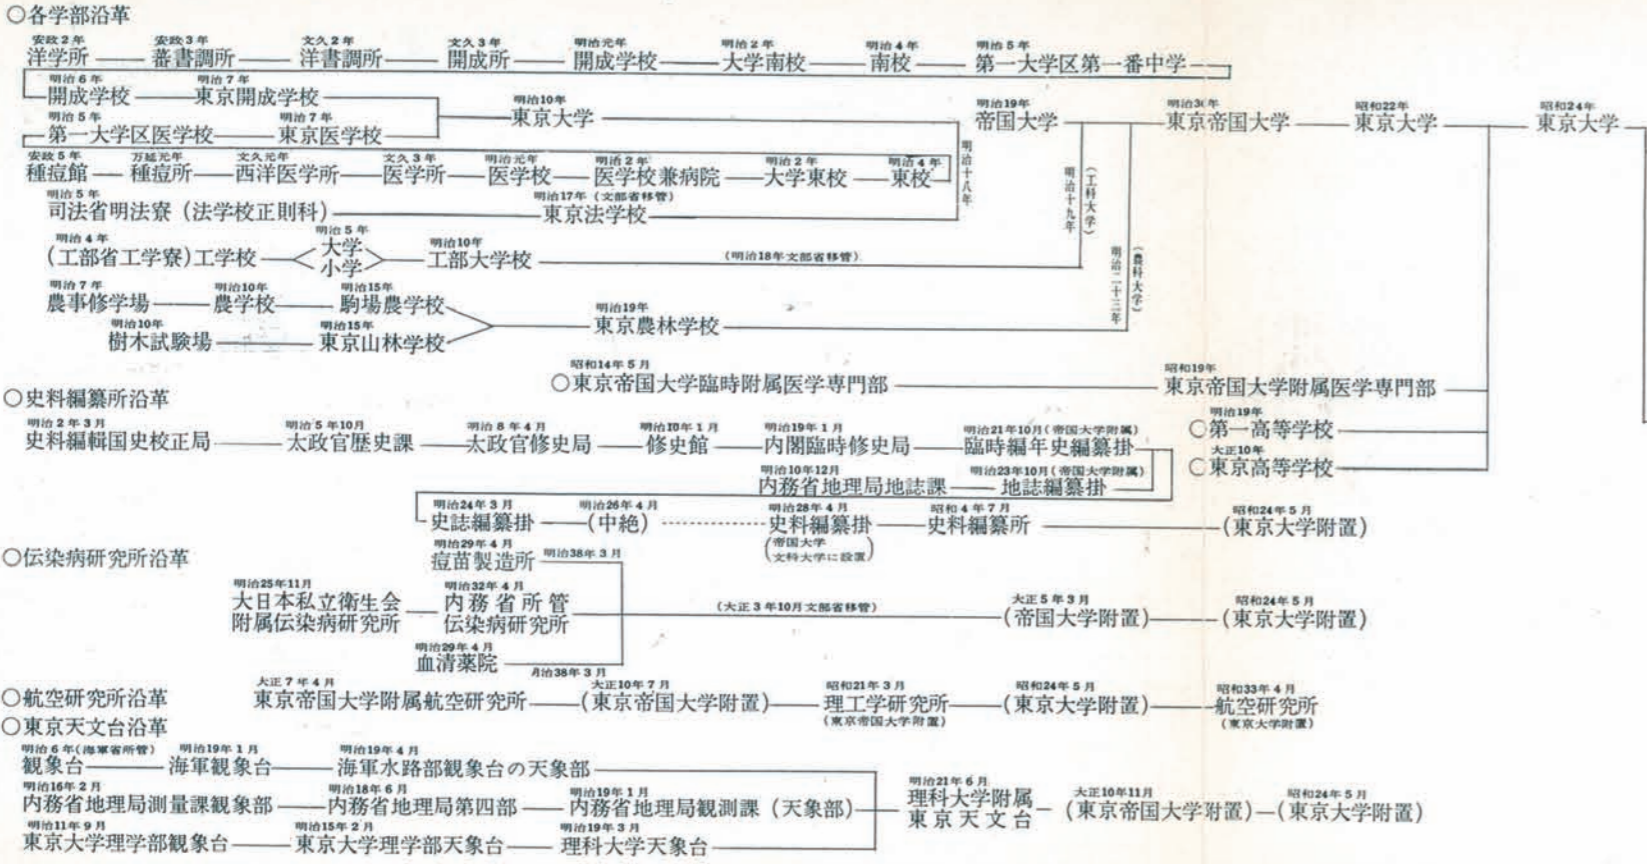 ○各学部沿革
安政2年 安政3年 文久2年 文久3年 明治元年 明治2年 明治4年 明治5年
洋学所 蕃書調所 洋書調所 開成所 開成学校 大学南校 南校 第一大学区第一番中学
明治6年 明治7年
開成学校 東京開成学校
明治10年 明治19年 明治30年 昭和22年 昭和24年
東京大学 帝国大学 東京帝国大学 東京大学 東京大学
明治5年 明治7年
第一大学区医学校 東京医学校
安政5年 万延元年 文久元年 文久3年 明治元年 明治2年 明治2年 明治4年
種痘館 種痘所 西洋医学所 医学所 医学校 医学校兼病院 大学東校 東校
明治十八年
明治5年 明治17年(文部省移管)
司法省明法寮(法学校正則科) 東京法学校
明治十九年
(工科大学)
明治4年 明治5年 明治10年
(工部省工学寮)工学校 大学 小学 工部大学校 (明治18年文部省移管)
明治二十三年
(農科大学)
明治7年 明治10年 明治15年
農事修学場 農学校 駒場農学校
明治19年
東京農林学校
明治10年 明治15年
樹木試験場 東京山林学校
昭和14年5月 昭和19年
○東京帝国大学臨時附属医学専門部 東京帝国大学附属医学専門部
明治19年
○第一高等学校
大正10年
○東京高等学校
○史料編纂所沿革
明治2年3月 明治5年10月 明治8年4月 明治10年1月 明治19年1月 明治21年10月(帝国大学附属)
史料編輯国史校正局 太政官歴史課 太政官修史局 修史館 内閣臨時修史局 臨時編年史編纂掛
明治10年12月 明治23年10月(帝国大学附属)
内務省地理局地誌課 地誌編纂掛
明治24年3月 明治26年4月 明治28年4月 昭和4年7月 昭和24年5月
史誌編纂掛 (中絶) 史料編纂掛 史料編纂所 (東京大学附置)
(帝国大学
文科大学に設置)
○伝染病研究所沿革
明治29年4月 明治38年3月
痘苗製造所
明治25年11月 明治32年4月
大日本私立衛生会 内務省所管
附属伝染病研究所 伝染病研究所
(大正3年10月文部省移管)
大正5年3月 昭和24年5月
(帝国大学附置) (東京大学附置)
明治29年4月
血清薬院
月治38年3月
○航空研究所沿革
大正7年4月 大正10年7月 昭和21年3月 昭和24年5月 昭和33年4月
東京帝国大学附属航空研究所 (東京帝国大学附置) 理工学研究所 (東京大学附置) 航空研究所
(東京帝国大学附置) (東京大学附置)
○東京天文台沿革
明治6年(海軍省所管) 明治19年1月 明治19年4月
観象台 海軍観象台 海軍水路部観象台の天象部
明治16年2月 明治18年6月 明治19年1月
内務省地理局測量課観象部 内務省地理局第四部 内務省地理局観測課(天象部)
明治11年9月 明治15年2月 明治19年3月
東京大学理学部観象台 東京大学理学部天象台 理科大学天象台
明治21年6月 大正10年11月 昭和24年5月
理科大学附属
東京天文台 (東京帝国大学附置) (東京大学附置)